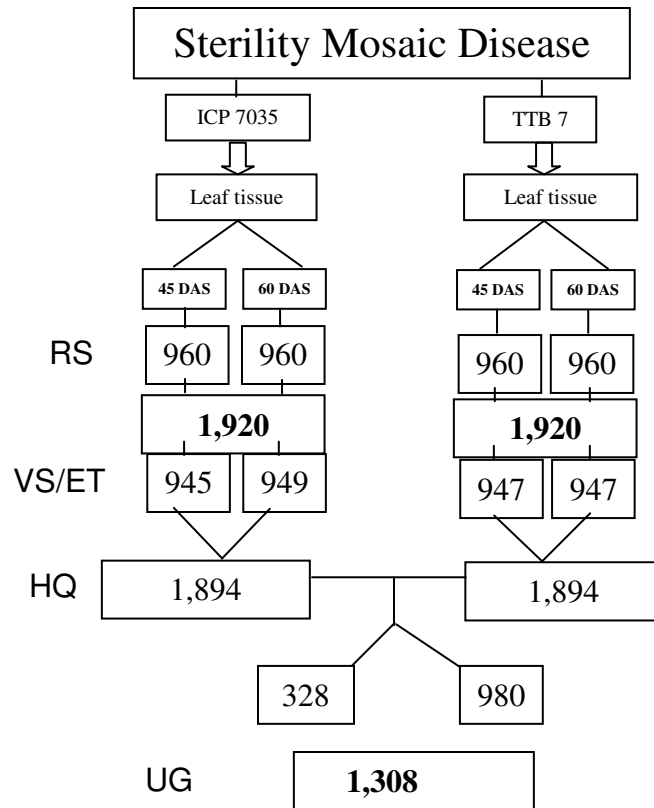 Sterility Mosaic Disease
ICP 7035 TTB 7
Leaf tissue Leaf tissue
45 DAS 60 DAS 45 DAS 60 DAS
RS 960 960 960 960
1,920 1,920
VS/ET 945 949 947 947
HQ 1,894 1,894
328 980
UG 1,308